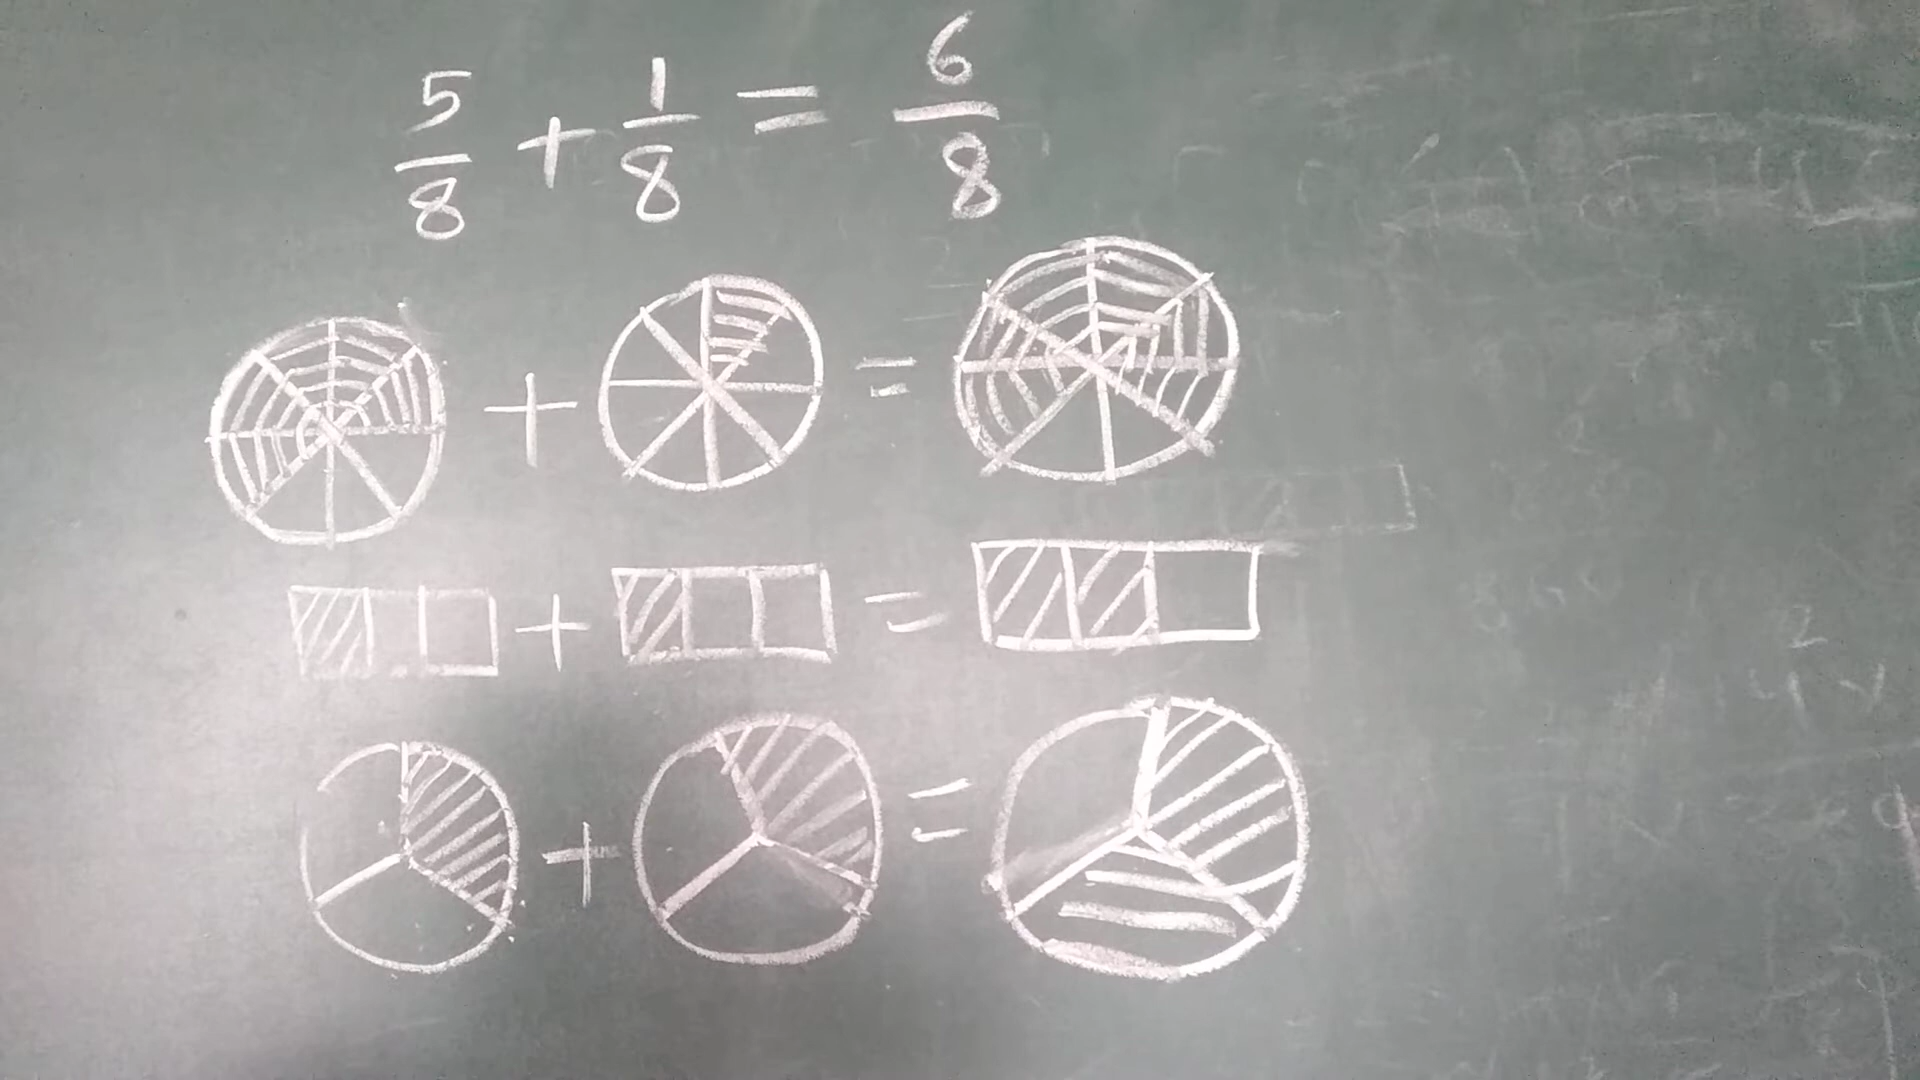 5/8 + 1/8 = 6/8
+ =
+ =
+ =